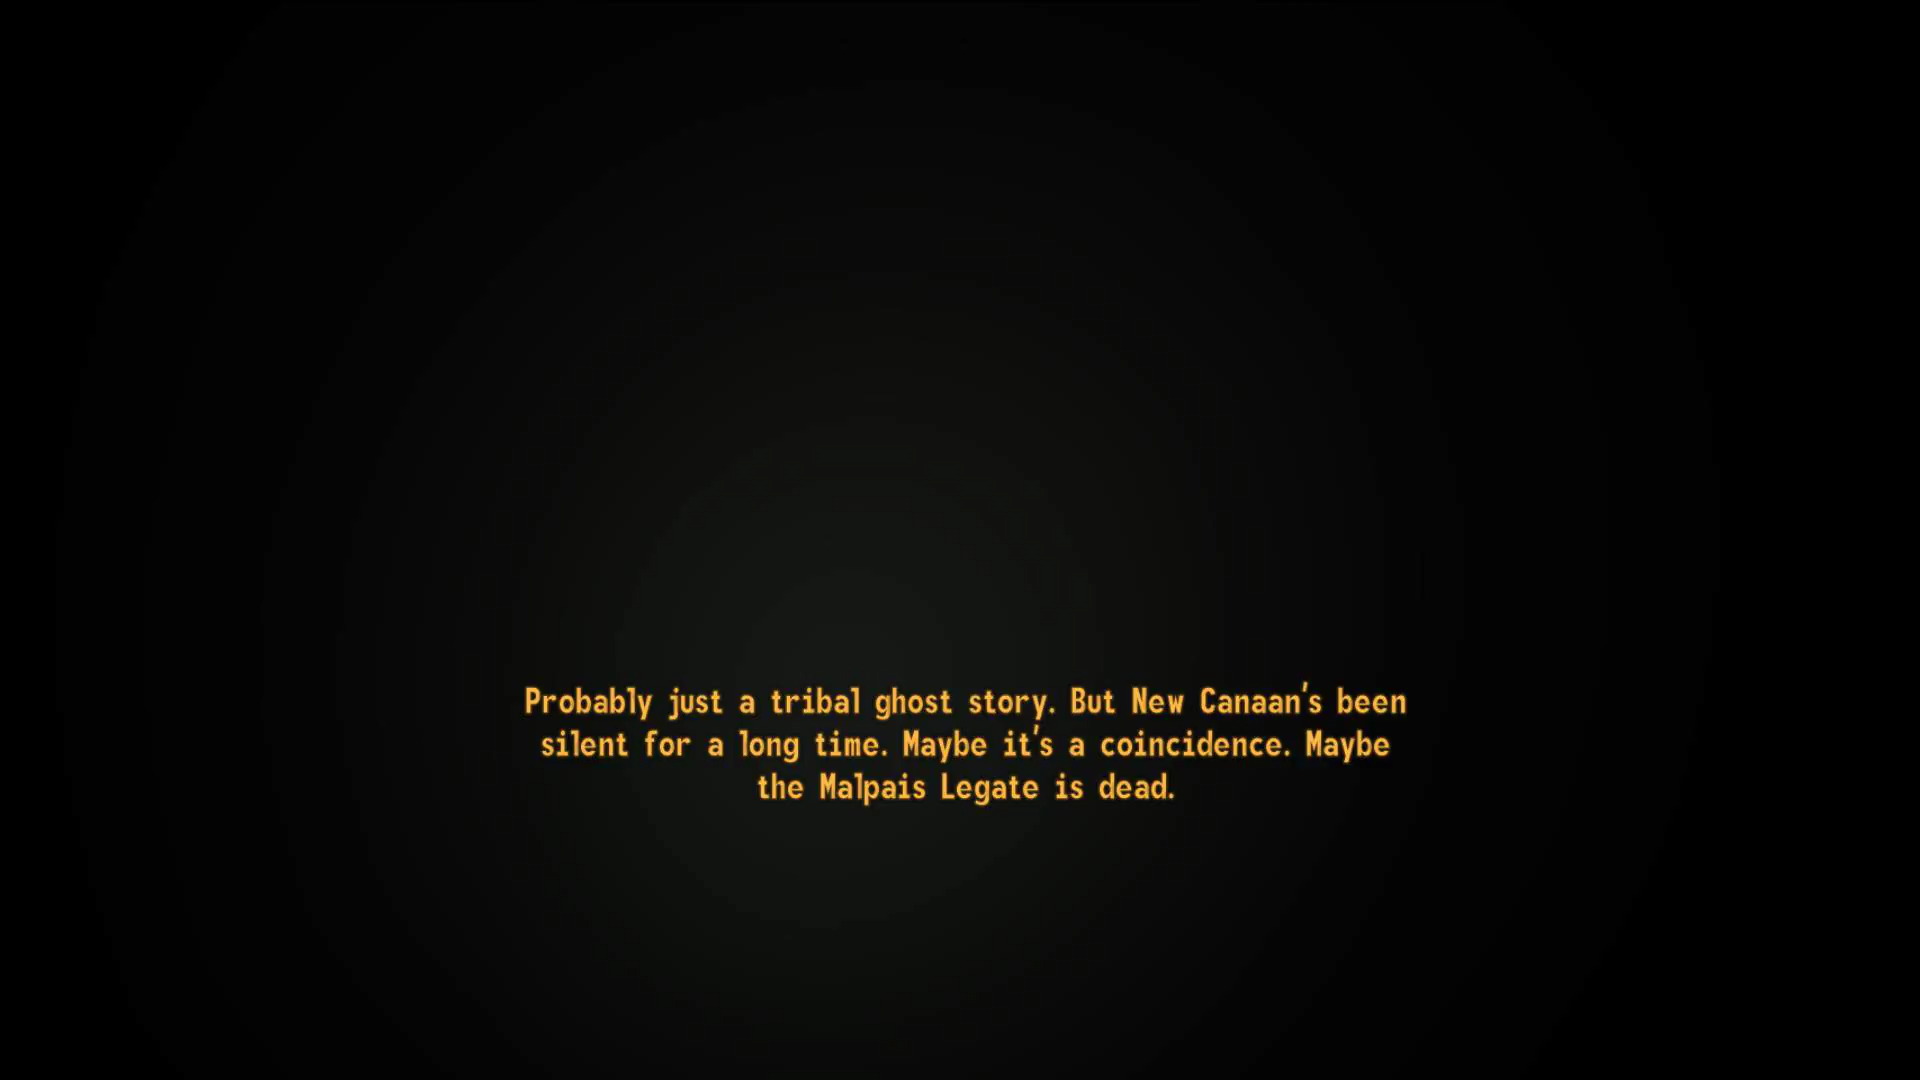 Probably just a tribal ghost story. But New Canaan's been
silent for a long time. Maybe it's a coincidence. Maybe
the Malpais Legate is dead.